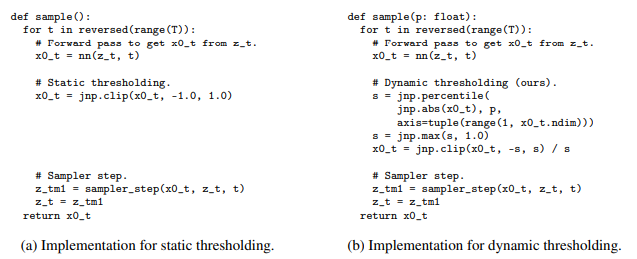 def sample():
  for t in reversed(range(T)):
    # Forward pass to get x0_t from z_t.
    x0_t = nn(z_t, t)

    # Static thresholding.
    x0_t = jnp.clip(x0_t, -1.0, 1.0)

    # Sampler step.
    z_tm1 = sampler_step(x0_t, z_t, t)
    z_t = z_tm1
  return x0_t
(a) Implementation for static thresholding.
def sample(p: float):
  for t in reversed(range(T)):
    # Forward pass to get x0_t from z_t.
    x0_t = nn(z_t, t)

    # Dynamic thresholding (ours).
    s = jnp.percentile(
        jnp.abs(x0_t), p,
        axis=tuple(range(1, x0_t.ndim)))
    s = jnp.max(s, 1.0)
    x0_t = jnp.clip(x0_t, -s, s) / s

    # Sampler step.
    z_tm1 = sampler_step(x0_t, z_t, t)
    z_t = z_tm1
  return x0_t
(b) Implementation for dynamic thresholding.